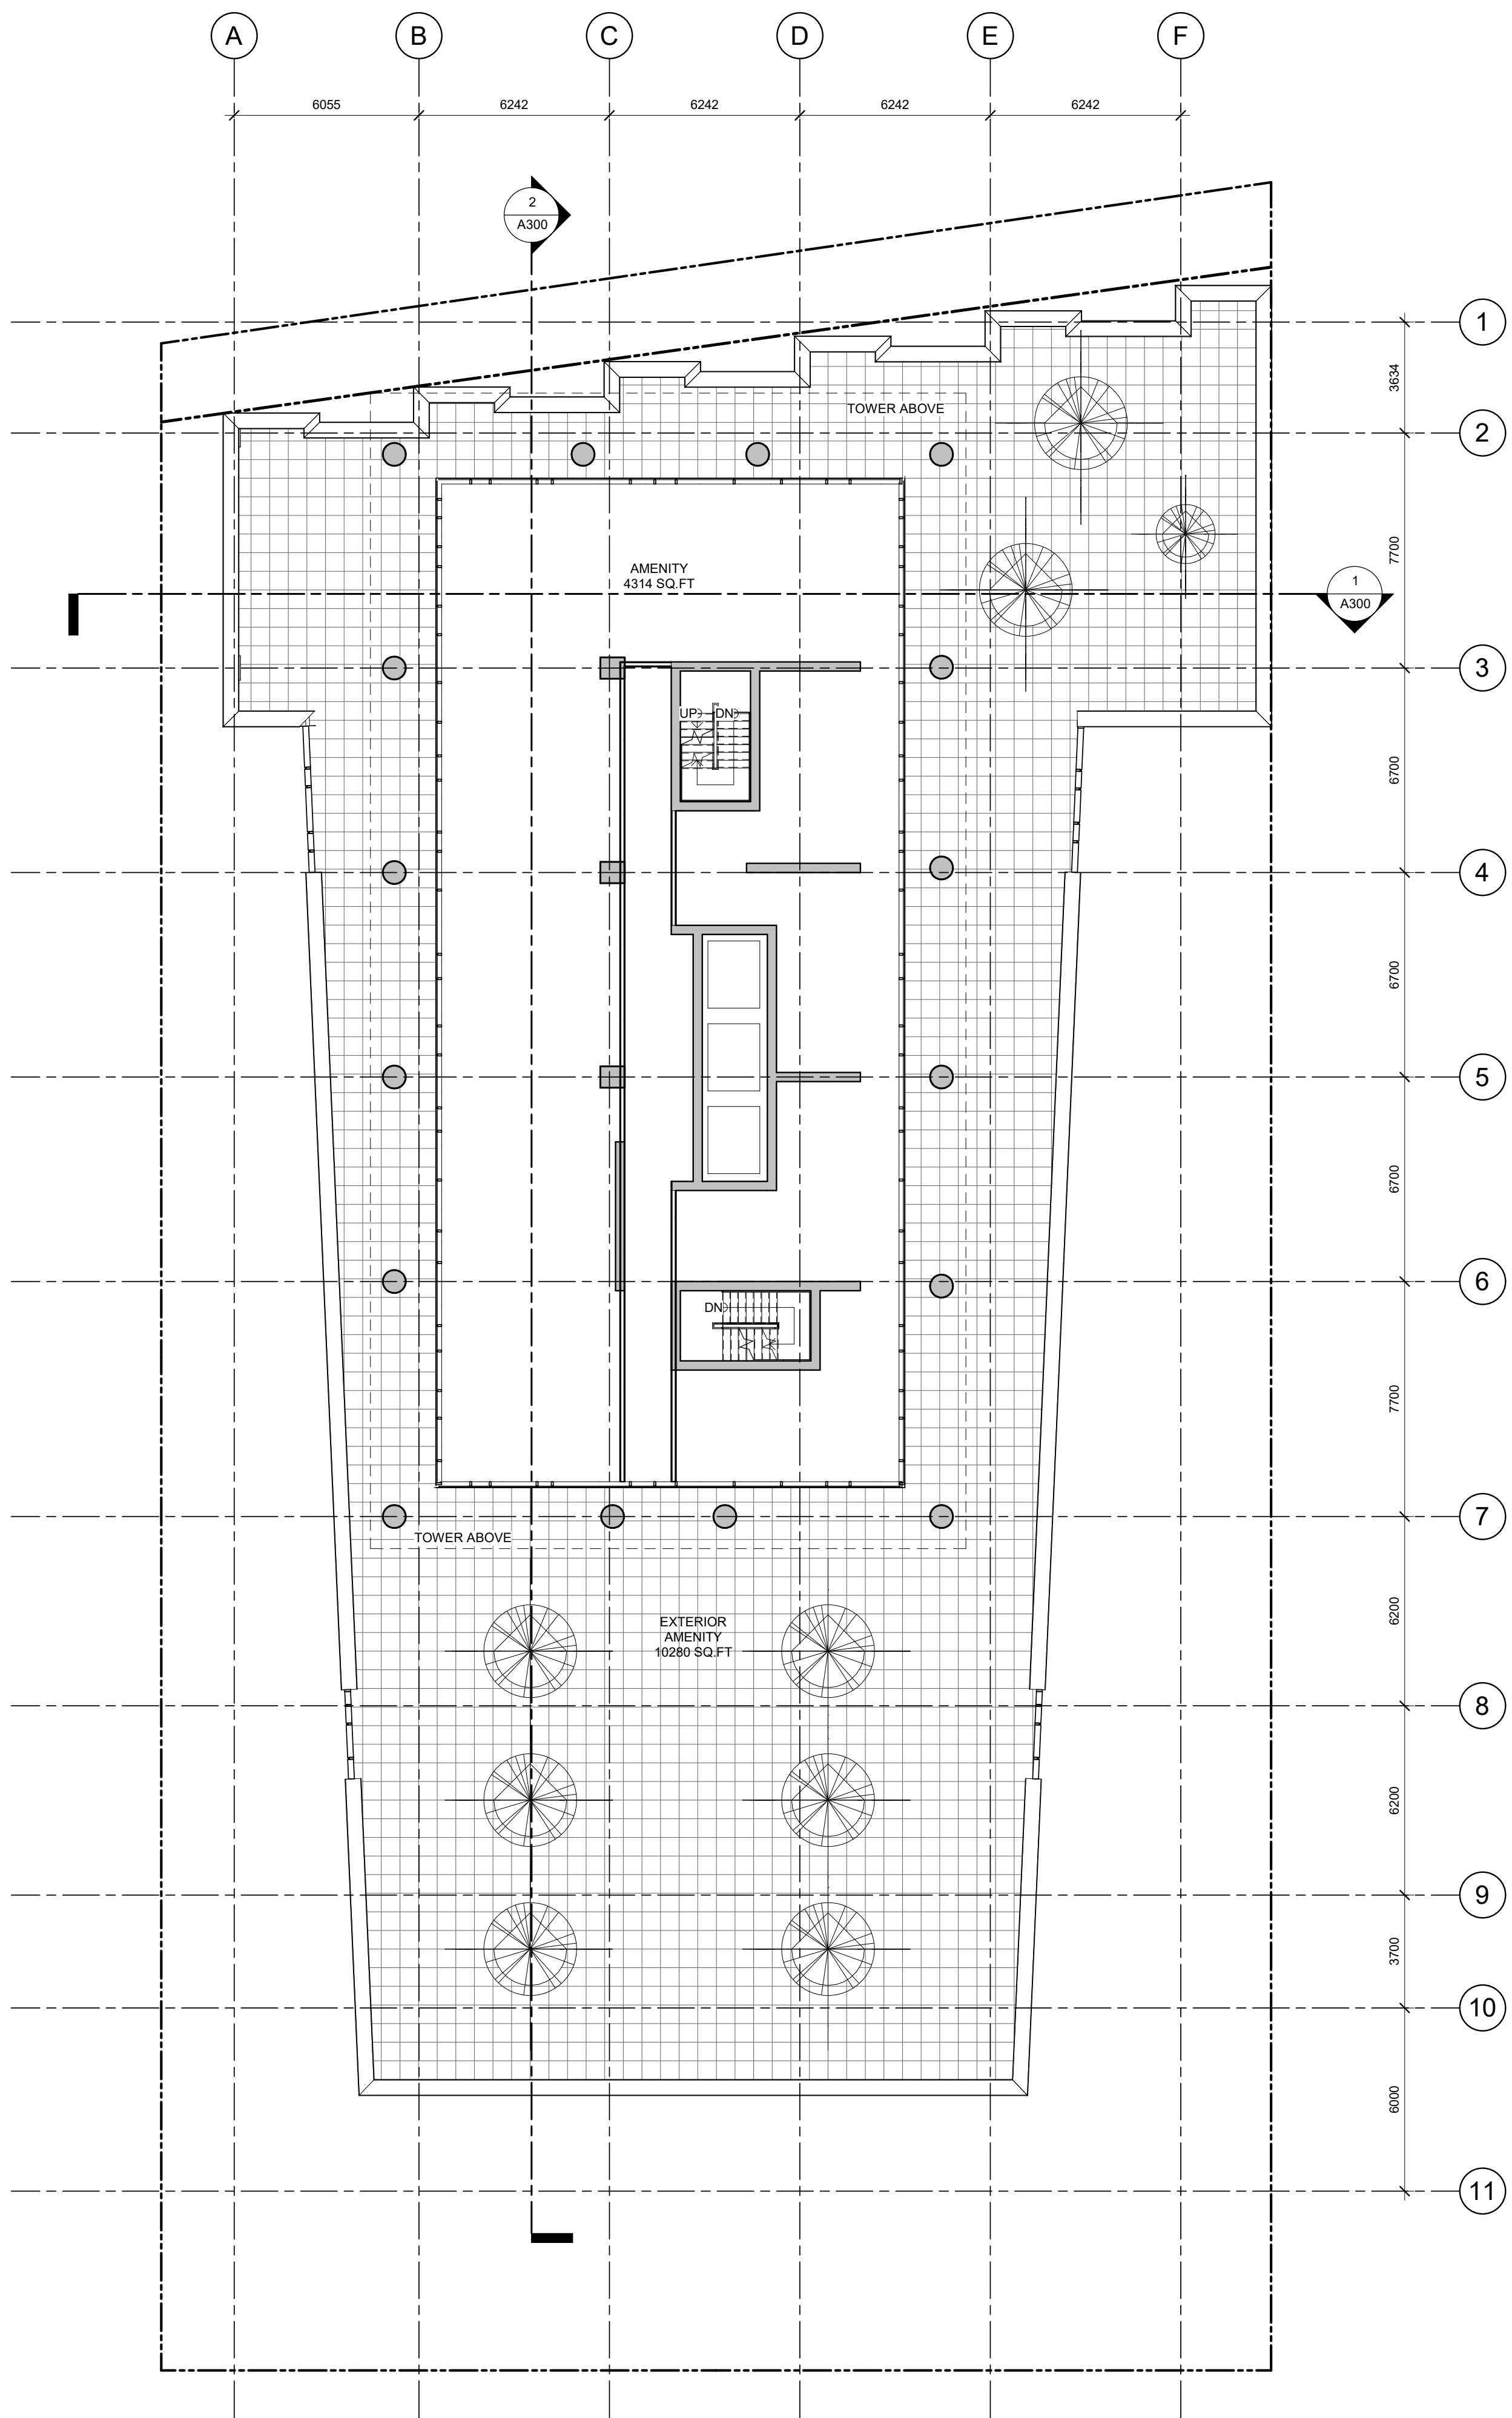 A
B
C
D
E
F
6055
6242
6242
6242
6242
2
A300
1
3634
TOWER ABOVE
2
7700
AMENITY
4314 SQ.FT
1
A300
3
UP
DN
6700
4
6700
5
6700
6
DN
7700
7
TOWER ABOVE
6200
EXTERIOR
AMENITY
10280 SQ.FT
8
6200
9
3700
10
6000
11